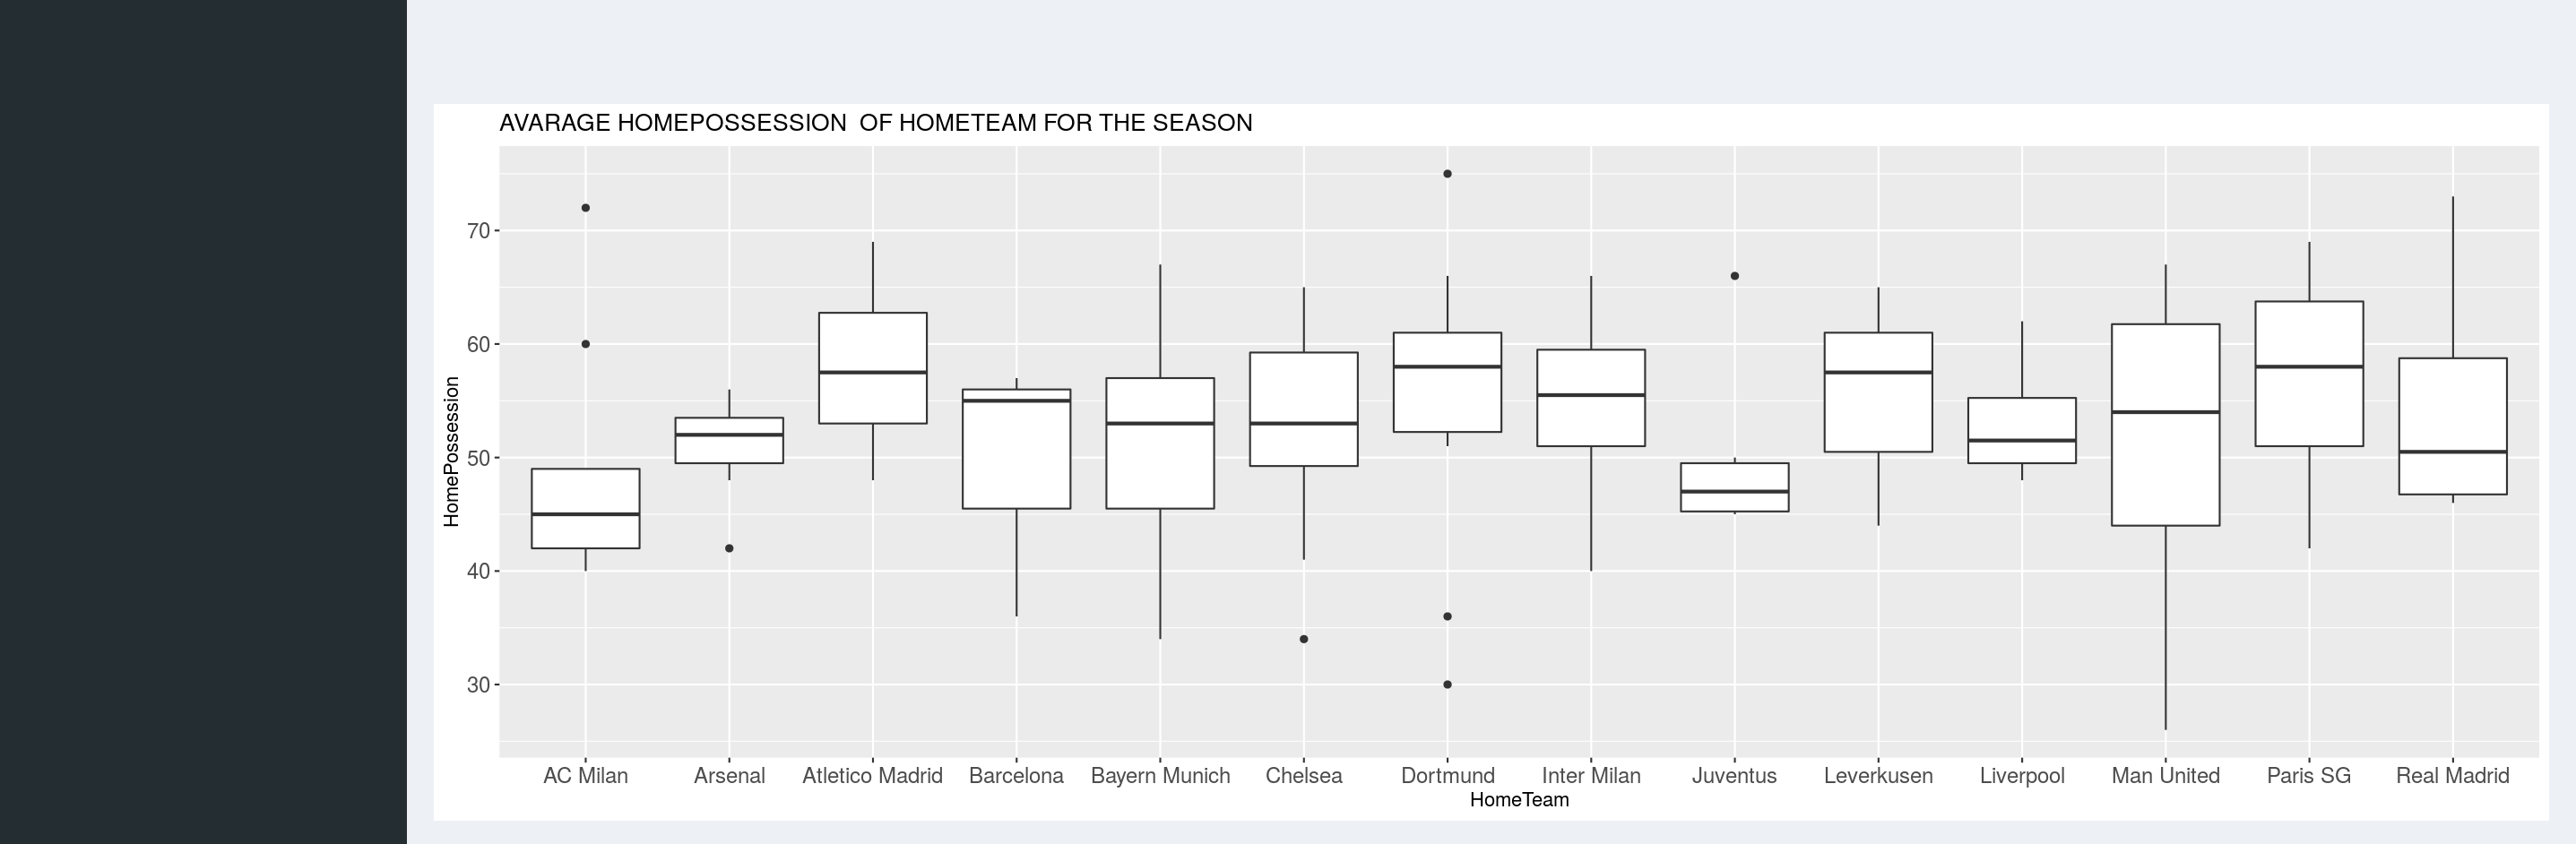 AVARAGE HOMEPOSSESSION  OF HOMETEAM FOR THE SEASON
HomePossession
70
60
50
40
30
AC Milan Arsenal Atletico Madrid Barcelona Bayern Munich Chelsea Dortmund Inter Milan Juventus Leverkusen Liverpool Man United Paris SG Real Madrid
HomeTeam